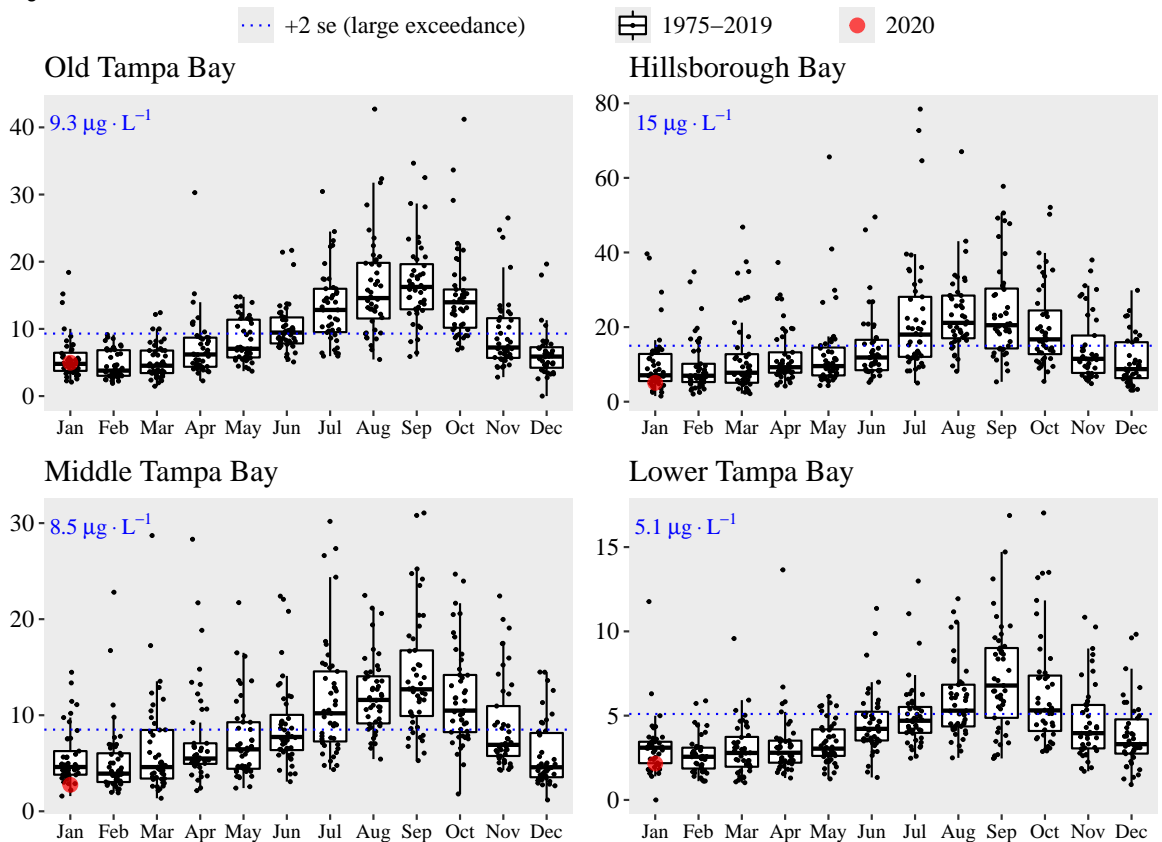 +2 se (large exceedance) 1975–2019 2020
Old Tampa Bay
9.3 μg · L⁻¹
40
30
20
10
0
Jan Feb Mar Apr May Jun Jul Aug Sep Oct Nov Dec
Hillsborough Bay
15 μg · L⁻¹
80
60
40
20
0
Jan Feb Mar Apr May Jun Jul Aug Sep Oct Nov Dec
Middle Tampa Bay
8.5 μg · L⁻¹
30
20
10
0
Jan Feb Mar Apr May Jun Jul Aug Sep Oct Nov Dec
Lower Tampa Bay
5.1 μg · L⁻¹
15
10
5
0
Jan Feb Mar Apr May Jun Jul Aug Sep Oct Nov Dec